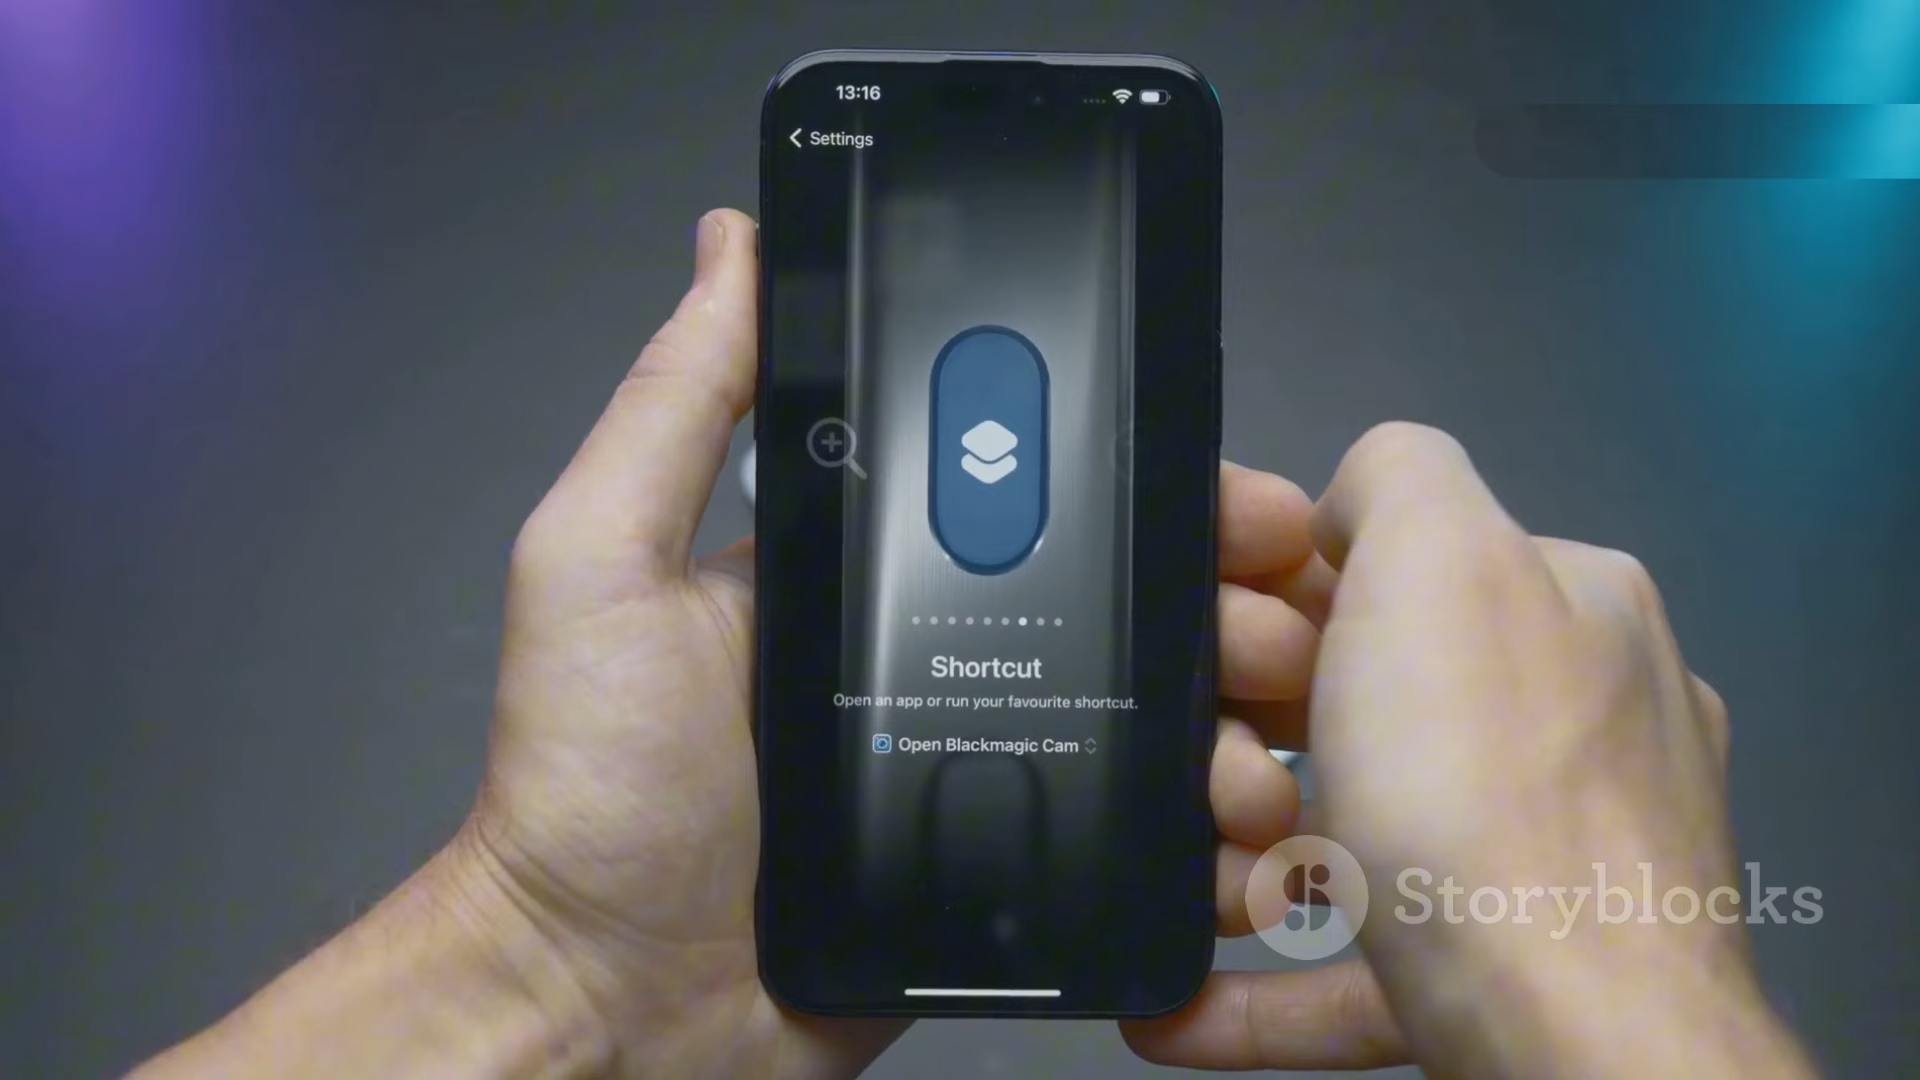 13:16
Settings
Shortcut
Open an app or run your favourite shortcut.
Open Blackmagic Cam
Storyblocks